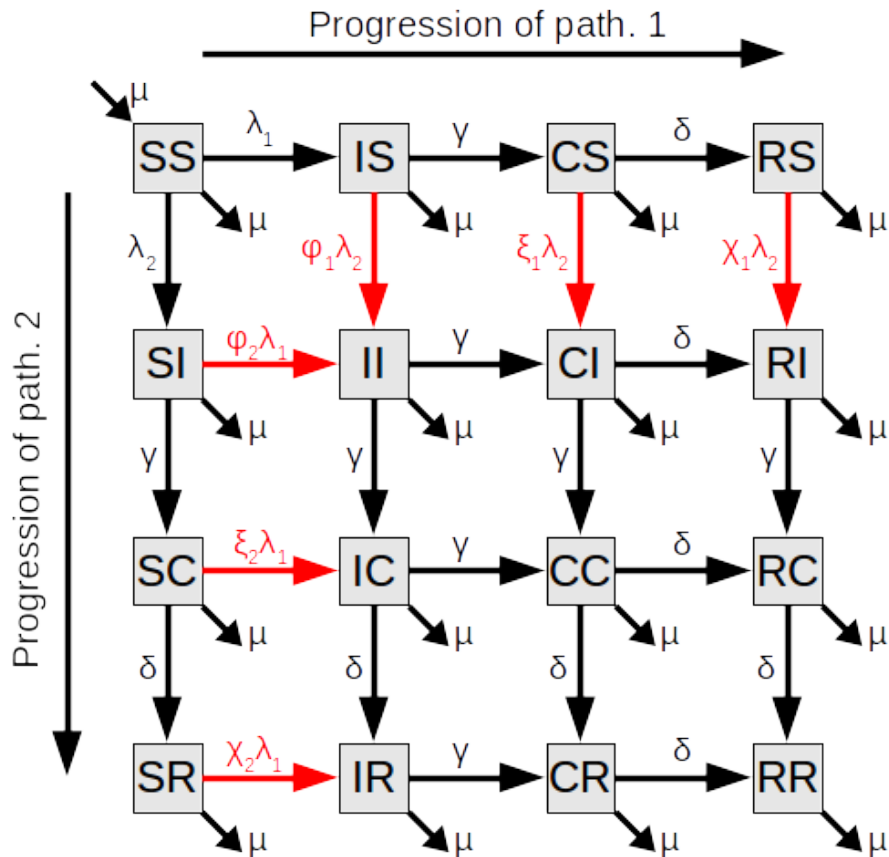 Progression of path. 1
μ
λ₁ γ δ
SS IS CS RS
μ μ μ μ
λ₂ φ₁λ₂ ξ₁λ₂ χ₁λ₂
Progression of path. 2
φ₂λ₁ γ δ
SI II CI RI
μ μ μ μ
γ γ γ γ
ξ₂λ₁ γ δ
SC IC CC RC
μ μ μ μ
δ δ δ δ
χ₂λ₁ γ δ
SR IR CR RR
μ μ μ μ